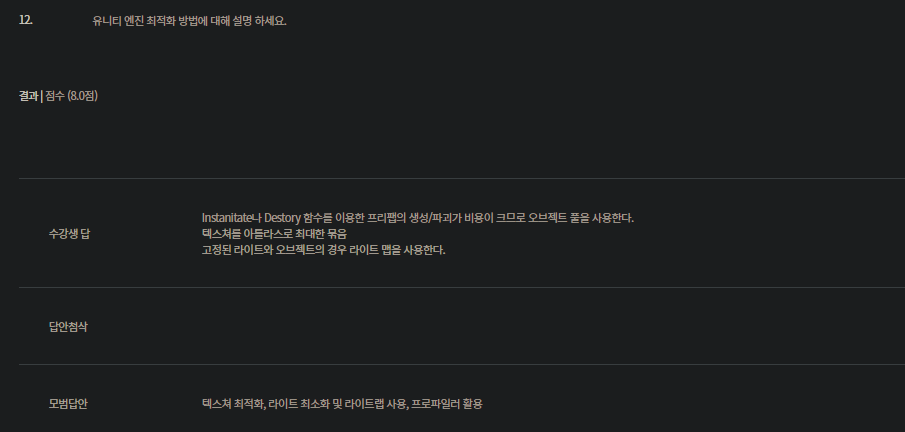 12. 유니티 엔진 최적화 방법에 대해 설명 하세요.
결과 | 점수 (8.0점)
수강생 답
Instanitate나 Destory 함수를 이용한 프리팹의 생성/파괴가 비용이 크므로 오브젝트 풀을 사용한다.
텍스쳐를 아틀라스로 최대한 묶음
고정된 라이트와 오브젝트의 경우 라이트 맵을 사용한다.
답안첨삭
모범답안
텍스쳐 최적화, 라이트 최소화 및 라이트랩 사용, 프로파일러 활용